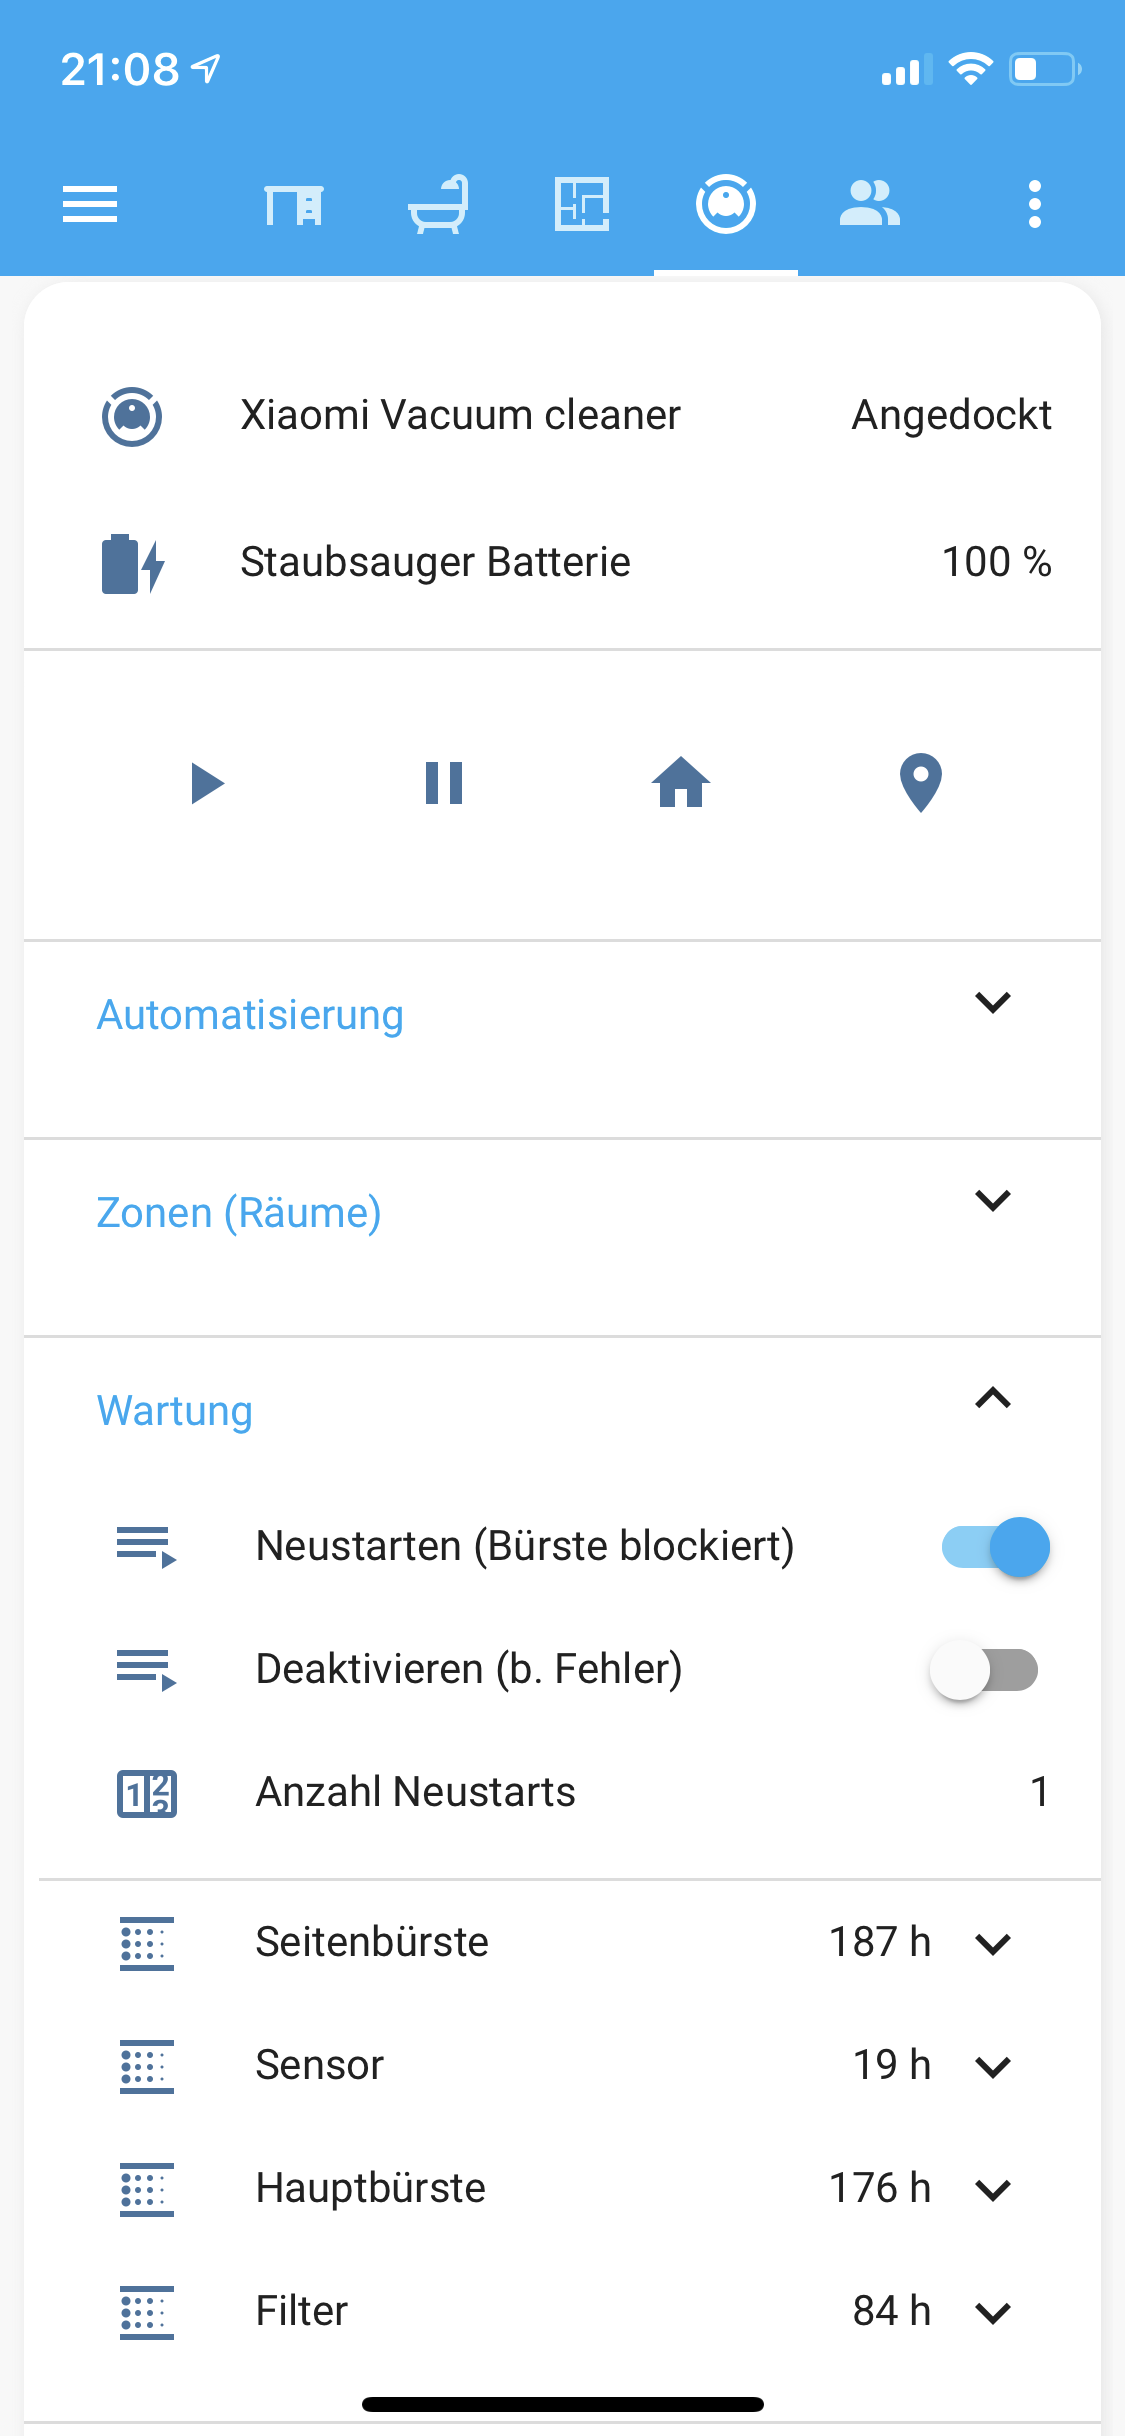 21:08
Xiaomi Vacuum cleaner Angedockt
Staubsauger Batterie 100 %
Automatisierung
Zonen (Räume)
Wartung
Neustarten (Bürste blockiert)
Deaktivieren (b. Fehler)
Anzahl Neustarts 1
Seitenbürste 187 h
Sensor 19 h
Hauptbürste 176 h
Filter 84 h